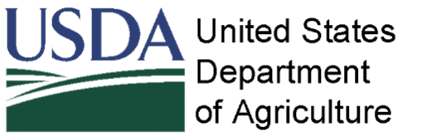 USDA
United States
Department
of Agriculture